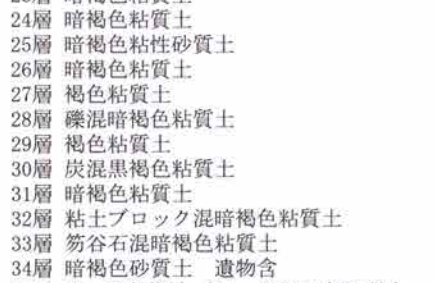 24層 暗褐色粘質土
25層 暗褐色粘性砂質土
26層 暗褐色粘質土
27層 褐色粘質土
28層 礫混暗褐色粘質土
29層 褐色粘質土
30層 炭混黒褐色粘質土
31層 暗褐色粘質土
32層 粘土ブロック混暗褐色粘質土
33層 笏谷石混暗褐色粘質土
34層 暗褐色砂質土　遺物含